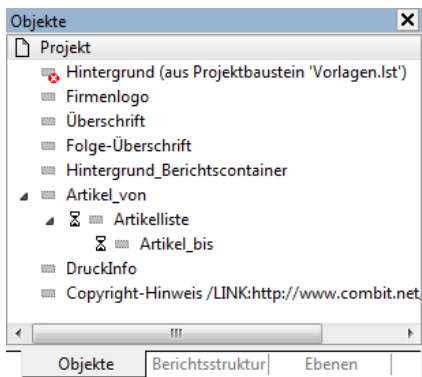 Objekte
Projekt
Hintergrund (aus Projektbaustein 'Vorlagen.lst')
Firmenlogo
Überschrift
Folge-Überschrift
Hintergrund_Berichtscontainer
Artikel_von
Artikelliste
Artikel_bis
DruckInfo
Copyright-Hinweis /LINK:http://www.combit.net,
Objekte Berichtsstruktur Ebenen